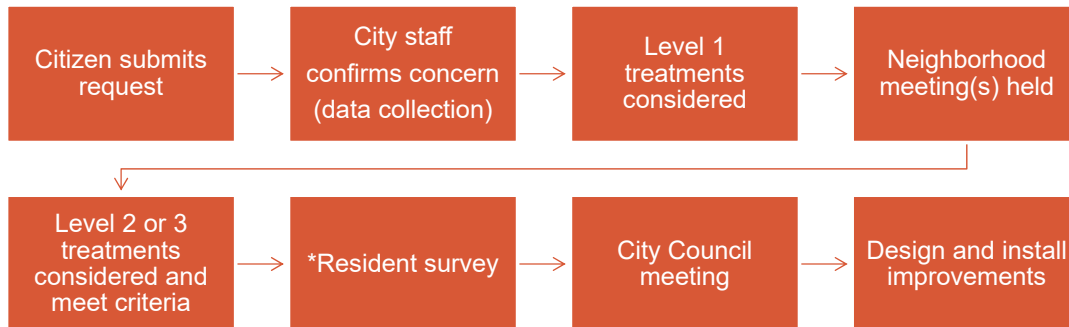 Citizen submits
request
City staff
confirms concern
(data collection)
Level 1
treatments
considered
Neighborhood
meeting(s) held
Level 2 or 3
treatments
considered and
meet criteria
*Resident survey
City Council
meeting
Design and install
improvements